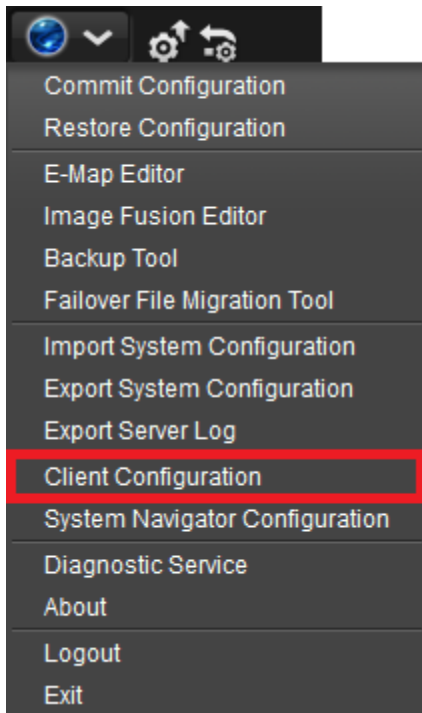 Commit Configuration
Restore Configuration
E-Map Editor
Image Fusion Editor
Backup Tool
Failover File Migration Tool
Import System Configuration
Export System Configuration
Export Server Log
Client Configuration
System Navigator Configuration
Diagnostic Service
About
Logout
Exit